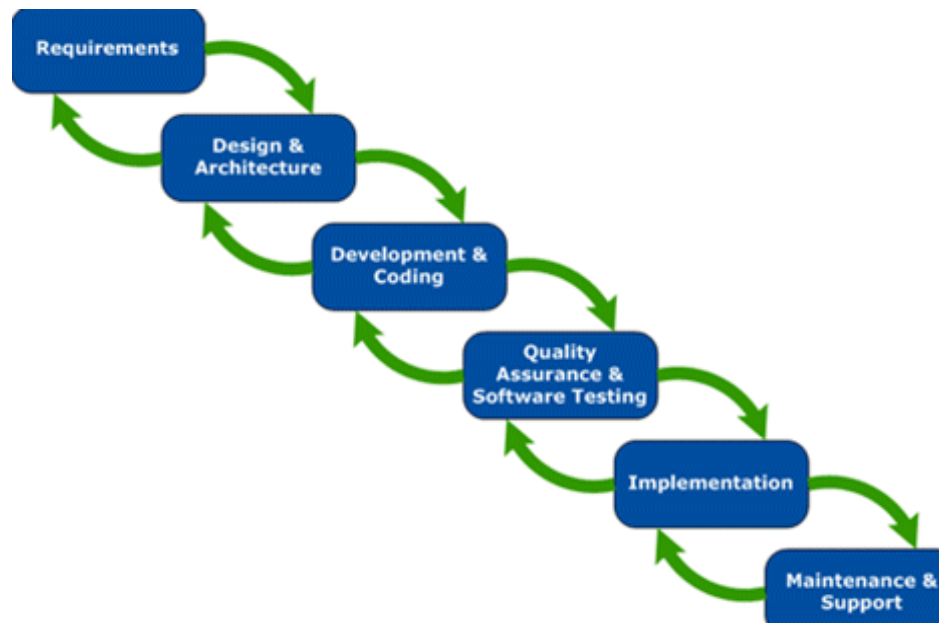 Requirements
Design &
Architecture
Development &
Coding
Quality
Assurance &
Software Testing
Implementation
Maintenance &
Support